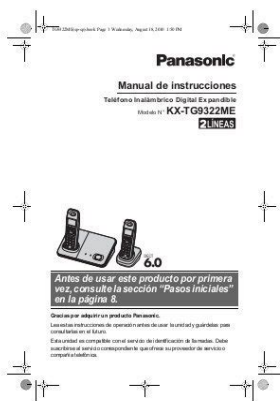 Panasonic
Manual de instrucciones
Teléfono Inalámbrico Digital Expandible
Modelo N° KX-TG9322ME
2 LÍNEAS
6.0
Antes de usar este producto por primera
vez, consulte la sección “Pasos iniciales”
en la página 8.
Gracias por adquirir un producto Panasonic.
Lea estas instrucciones de operación antes de usar la unidad y guárdelas para
consultarlas en el futuro.
Esta unidad es compatible con el servicio de identificación de llamadas. Debe
suscribirse al servicio correspondiente que ofrece su proveedor de servicio o
compañía telefónica.